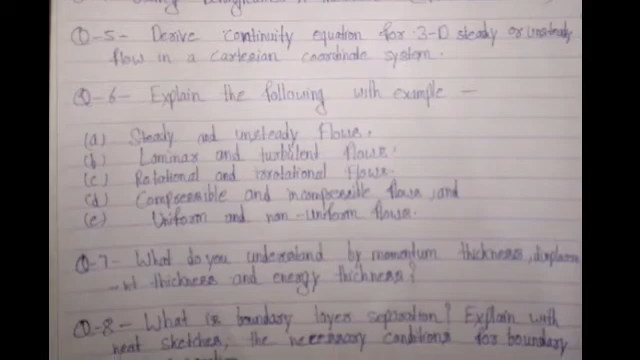 Q-5- Derive continuity equation for 3-D steady or unsteady
flow in a cartesian coordinate system.
Q-6- Explain the following with example -
(a) Steady and unsteady flows.
(b) Laminar and turbulent flows.
(c) Rotational and irrotational flows.
(d) Compressible and incompressible flows, and
(e) Uniform and non-uniform flows.
Q-7- What do you understand by momentum thickness, displacem
-nt thickness and energy thickness?
Q-8- What is boundary layer separation? Explain with
neat sketches, the necessary conditions for boundary